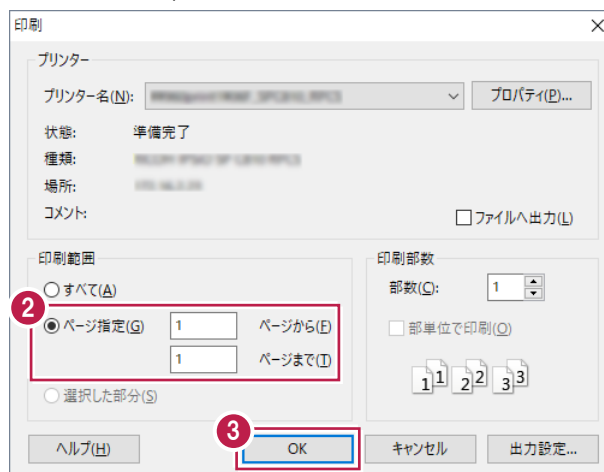 印刷
プリンター
プリンター名(N):
プロパティ(P)...
状態: 準備完了
種類:
場所:
コメント:
ファイルへ出力(L)
印刷範囲
すべて(A)
2
ページ指定(G) 1 ページから(F)
1 ページまで(T)
選択した部分(S)
印刷部数
部数(C): 1
部単位で印刷(O)
1 1 2 2 3 3
3
ヘルプ(H) OK キャンセル 出力設定...